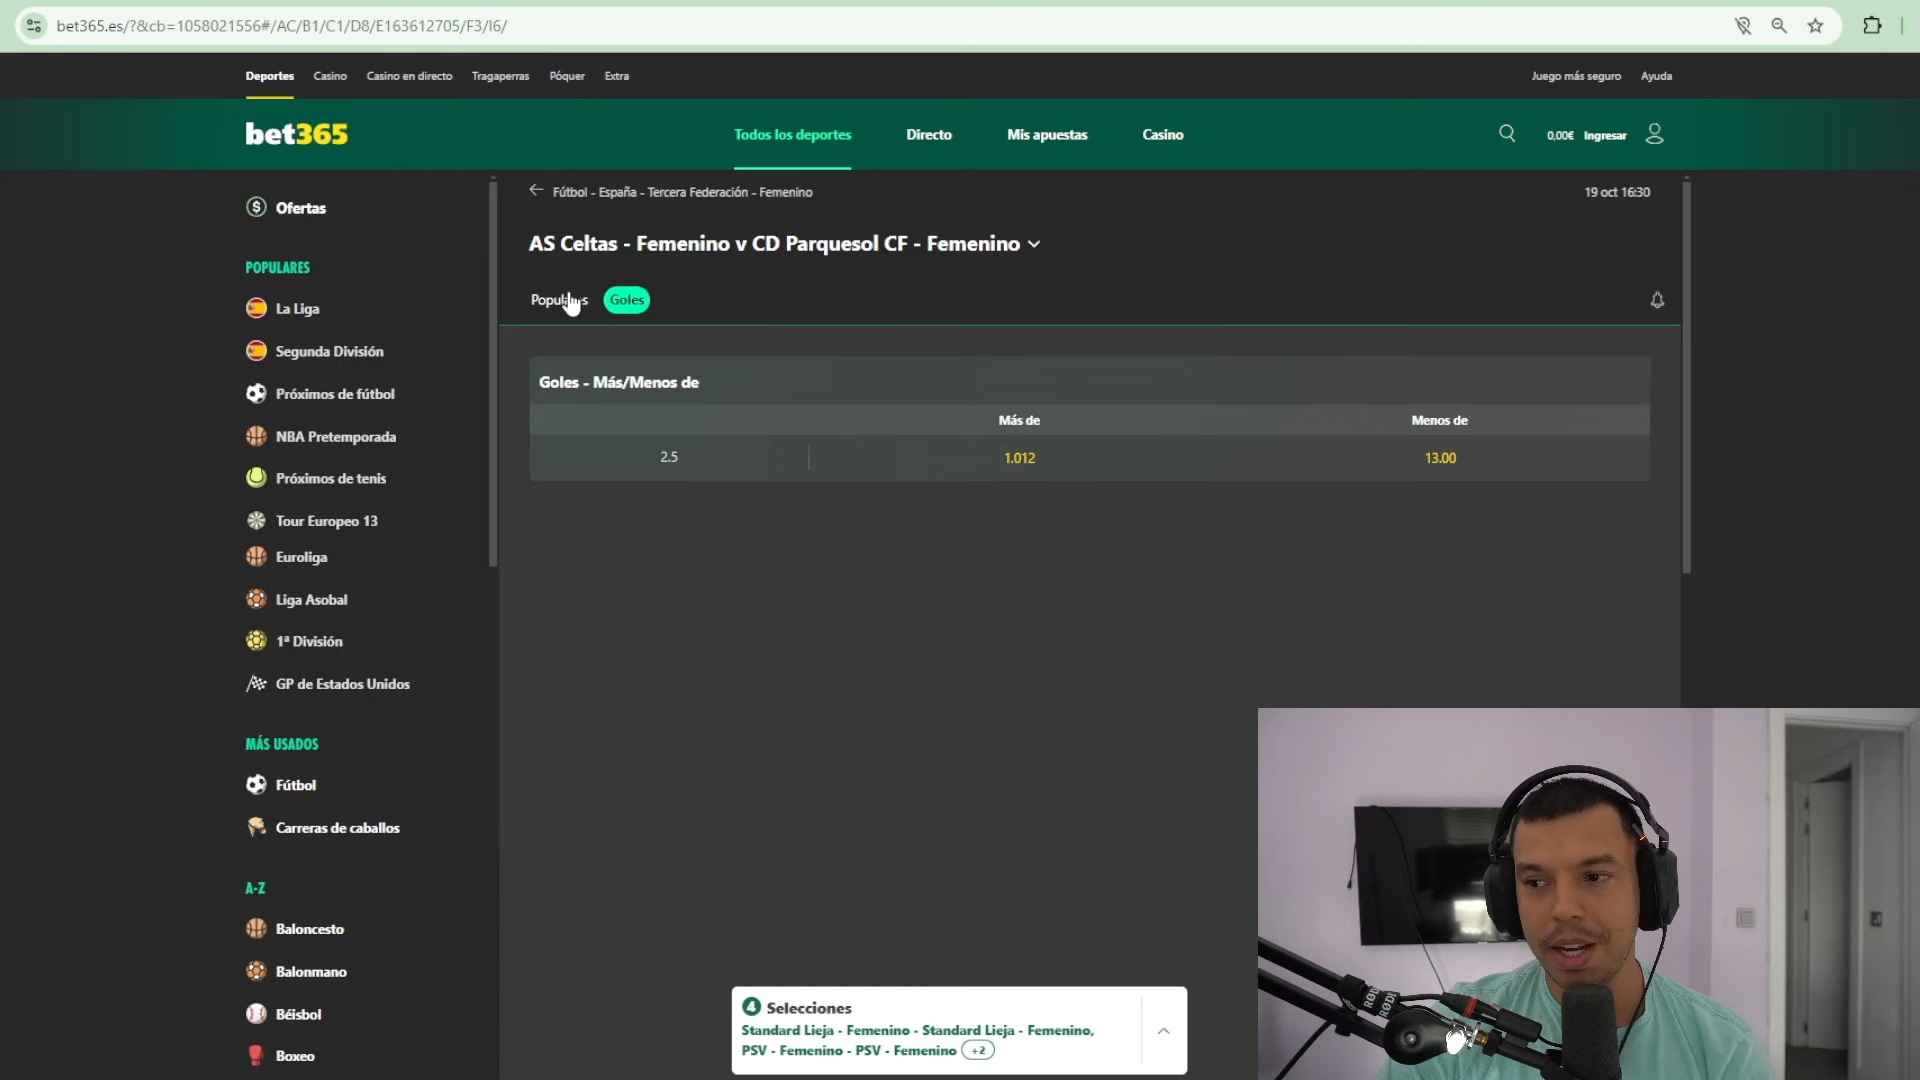 bet365.es/?&cb=1058021556#/AC/B1/C1/D8/E163612705/F3/I6/
Deportes Casino Casino en directo Tragaperras Póquer Extra Juego más seguro Ayuda
bet365 Todos los deportes Directo Mis apuestas Casino 0,00€ Ingresar
Ofertas
POPULARES
La Liga
Segunda División
Próximos de fútbol
NBA Pretemporada
Próximos de tenis
Tour Europeo 13
Euroliga
Liga Asobal
1ª División
GP de Estados Unidos
MÁS USADOS
Fútbol
Carreras de caballos
A-Z
Baloncesto
Balonmano
Béisbol
Boxeo
Fútbol - España - Tercera Federación - Femenino 19 oct 16:30
AS Celtas - Femenino v CD Parquesol CF - Femenino
Populares Goles
Goles - Más/Menos de
Más de Menos de
2.5 1.012 13.00
4 Selecciones
Standard Lieja - Femenino - Standard Lieja - Femenino,
PSV - Femenino - PSV - Femenino +2
RØDE RØDE